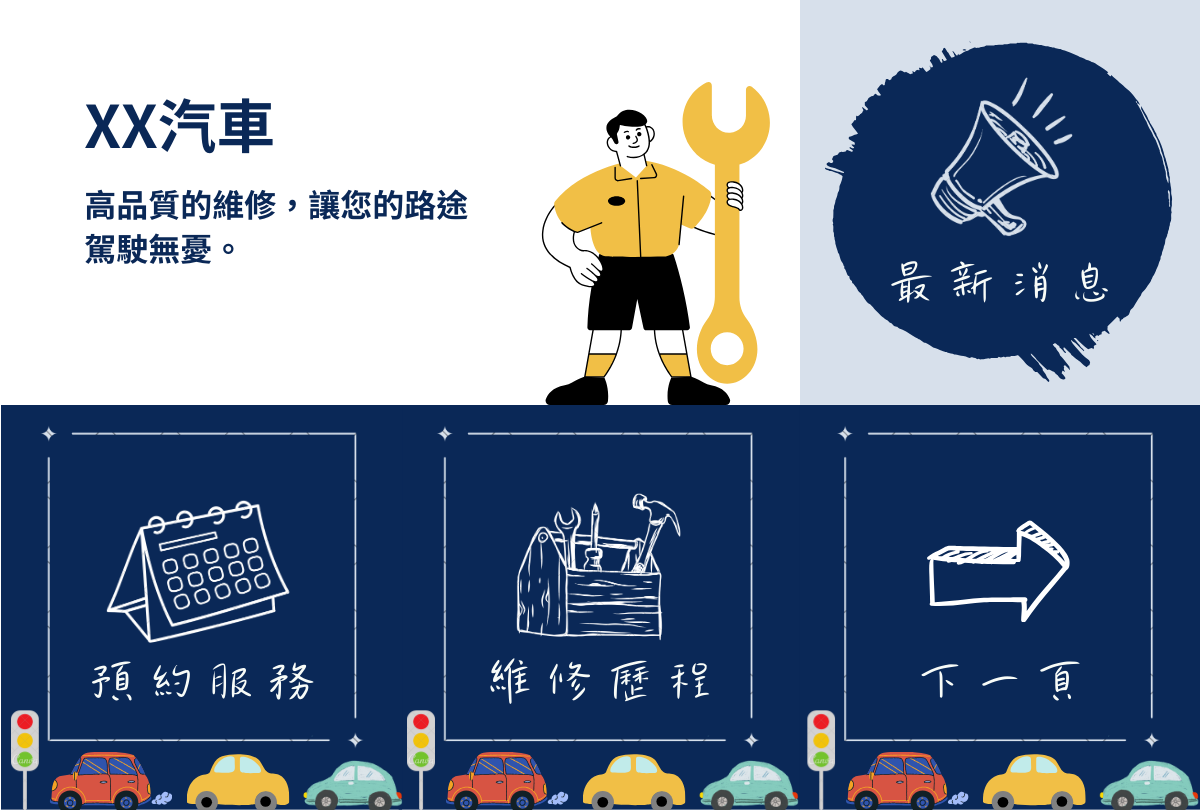 XX汽車
高品質的維修，讓您的路途
駕駛無憂。
最新消息
預約服務
維修歷程
下一頁